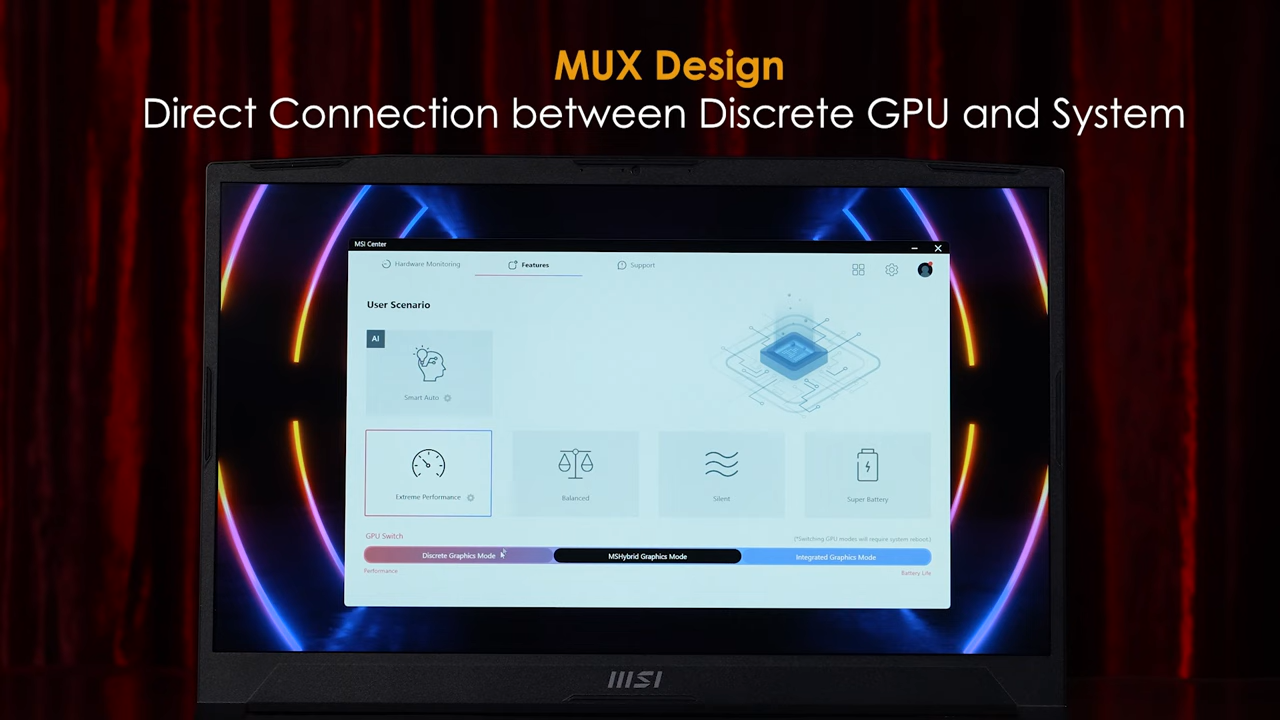 MUX Design
Direct Connection between Discrete GPU and System
MSI Center
Hardware Monitoring
Features
Support
User Scenario
AI
Smart Auto
Extreme Performance
Balanced
Silent
Super Battery
GPU Switch
(*Switching GPU modes will require system reboot.)
Discrete Graphics Mode
MSHybrid Graphics Mode
Integrated Graphics Mode
Performance
Battery Life
MSI